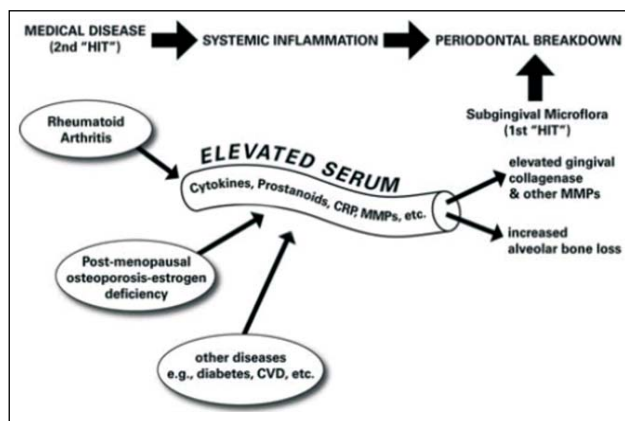 MEDICAL DISEASE
(2nd "HIT")
SYSTEMIC INFLAMMATION
PERIODONTAL BREAKDOWN
Subgingival Microflora
(1st "HIT")
Rheumatoid
Arthritis
ELEVATED SERUM
Cytokines, Prostanoids, CRP, MMPs, etc.
elevated gingival
collagenase
& other MMPs
increased
alveolar bone loss
Post-menopausal
osteoporosis-estrogen
deficiency
other diseases
e.g., diabetes, CVD, etc.